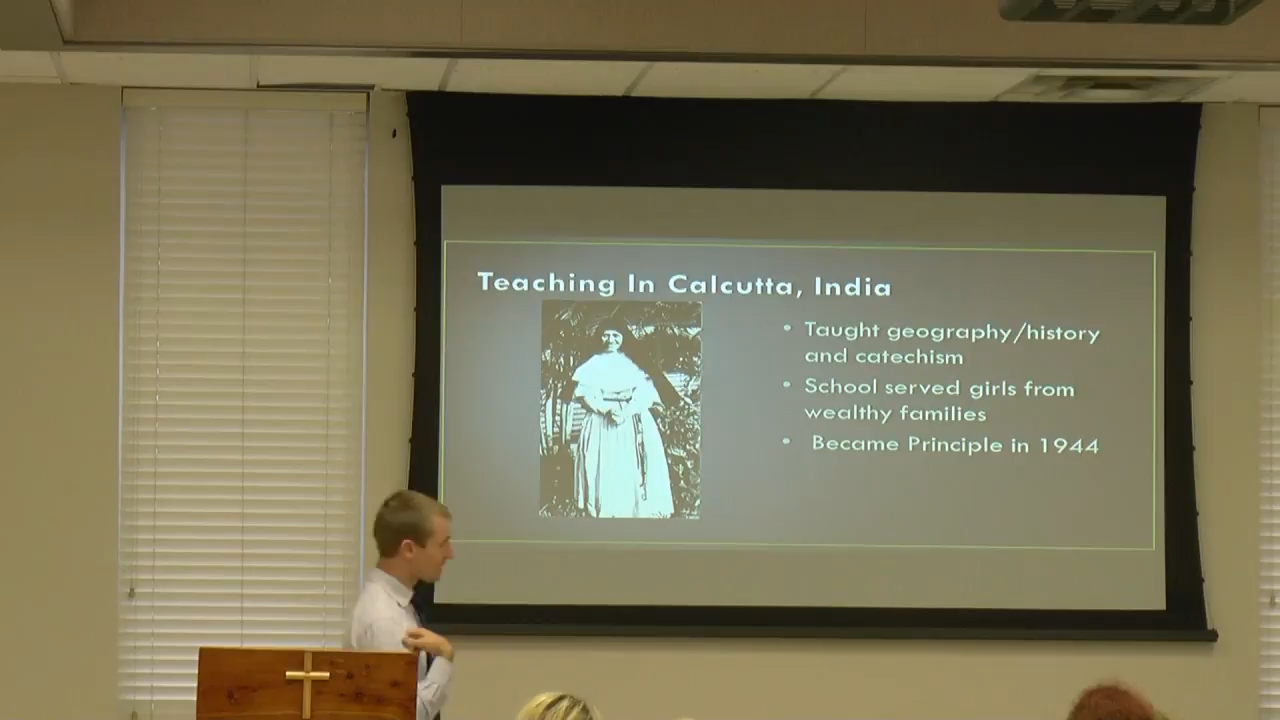 Teaching In Calcutta, India
• Taught geography/history
and catechism
• School served girls from
wealthy families
• Became Principle in 1944